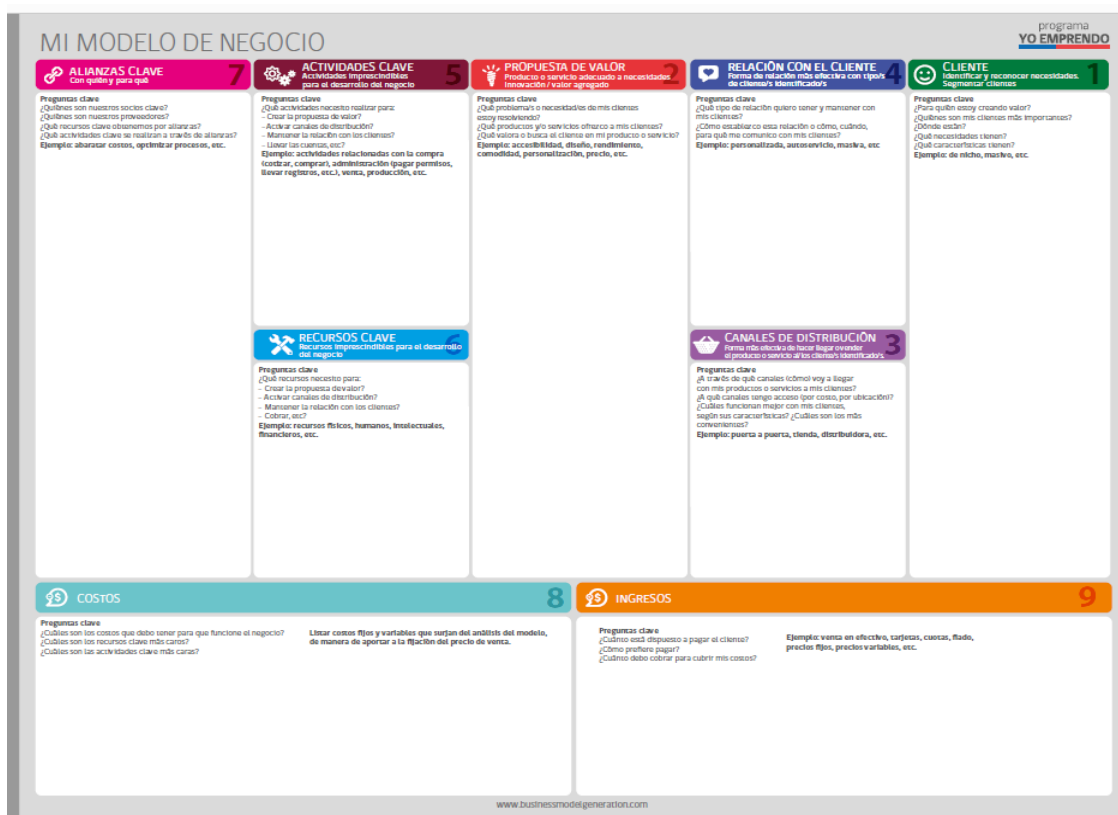 MI MODELO DE NEGOCIO
programa
YO EMPRENDO
ALIANZAS CLAVE
Con quién y para qué
7
Preguntas clave
¿Quiénes son nuestros socios clave?
¿Quiénes son nuestros proveedores?
¿Qué recursos clave obtenemos por alianzas?
¿Qué actividades clave se realizan a través de alianzas?
Ejemplo: abaratar costos, optimizar procesos, etc.
ACTIVIDADES CLAVE
Actividades imprescindibles
para el desarrollo del negocio
5
Preguntas clave
¿Qué actividades necesito realizar para:
– Crear la propuesta de valor?
– Activar canales de distribución?
– Mantener la relación con los clientes?
– Llevar las cuentas, etc?
Ejemplo: actividades relacionadas con la compra
(cotizar, comprar), administración (pagar permisos,
llevar registros, etc.), venta, producción, etc.
RECURSOS CLAVE
Recursos imprescindibles para el desarrollo
del negocio
6
Preguntas clave
¿Qué recursos necesito para:
– Crear la propuesta de valor?
– Activar canales de distribución?
– Mantener la relación con los clientes?
– Cobrar, etc?
Ejemplo: recursos físicos, humanos, intelectuales,
financieros, etc.
PROPUESTA DE VALOR
Producto o servicio adecuado a necesidades
Innovación / valor agregado
2
Preguntas clave
¿Qué problema/s o necesidad/es de mis clientes
estoy resolviendo?
¿Qué productos y/o servicios ofrezco a mis clientes?
¿Qué valora o busca el cliente en mi producto o servicio?
Ejemplo: accesibilidad, diseño, rendimiento,
comodidad, personalización, precio, etc.
RELACIÓN CON EL CLIENTE
Forma de relación más efectiva con tipo/s
de cliente/s identificado/s
4
Preguntas clave
¿Qué tipo de relación quiero tener y mantener con
mis clientes?
¿Cómo establezco esa relación o cómo, cuándo,
para qué me comunico con mis clientes?
Ejemplo: personalizada, autoservicio, masiva, etc
CANALES DE DISTRIBUCIÓN
Forma más efectiva de hacer llegar o vender
el producto o servicio al/los cliente/s identificado/s
3
Preguntas clave
¿A través de qué canales (cómo) voy a llegar
con mis productos o servicios a mis clientes?
¿A qué canales tengo acceso (por costo, por ubicación)?
¿Cuáles funcionan mejor con mis clientes,
según sus características? ¿Cuáles son los más
convenientes?
Ejemplo: puerta a puerta, tienda, distribuidora, etc.
CLIENTE
Identificar y reconocer necesidades.
Segmentar clientes
1
Preguntas clave
¿Para quién estoy creando valor?
¿Quiénes son mis clientes más importantes?
¿Dónde están?
¿Qué necesidades tienen?
¿Qué características tienen?
Ejemplo: de nicho, masivo, etc.
COSTOS
8
Preguntas clave
¿Cuáles son los costos que debo tener para que funcione el negocio?
¿Cuáles son los recursos clave más caros?
¿Cuáles son las actividades clave más caras?
Listar costos fijos y variables que surjan del análisis del modelo,
de manera de aportar a la fijación del precio de venta.
INGRESOS
9
Preguntas clave
¿Cuánto está dispuesto a pagar el cliente?
¿Cómo prefiere pagar?
¿Cuánto debo cobrar para cubrir mis costos?
Ejemplo: venta en efectivo, tarjetas, cuotas, fiado,
precios fijos, precios variables, etc.
www.businessmodelgeneration.com